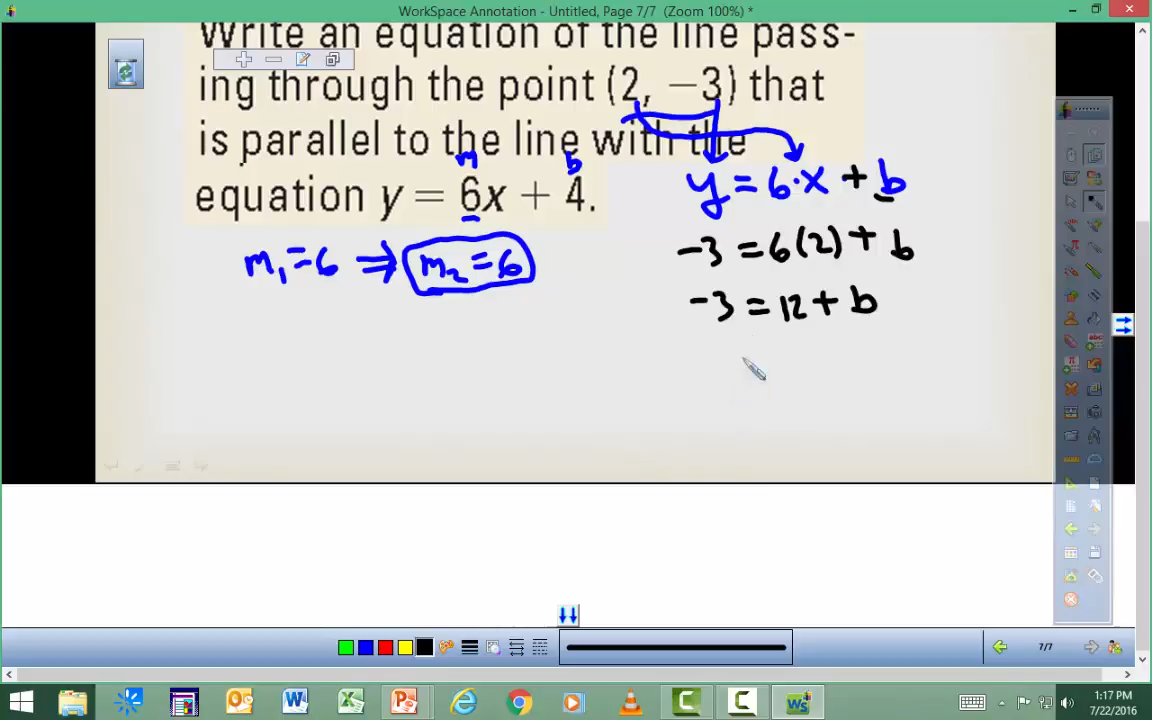 WorkSpace Annotation - Untitled, Page 7/7 (Zoom 100%) *
Write an equation of the line pass-
ing through the point (2, −3) that
is parallel to the line with the
m b
equation y = 6x + 4.
y = 6·x + b
m₁ = 6 ⇒ m₂ = 6
-3 = 6(2) + b
-3 = 12 + b
7/7
1:17 PM
7/22/2016